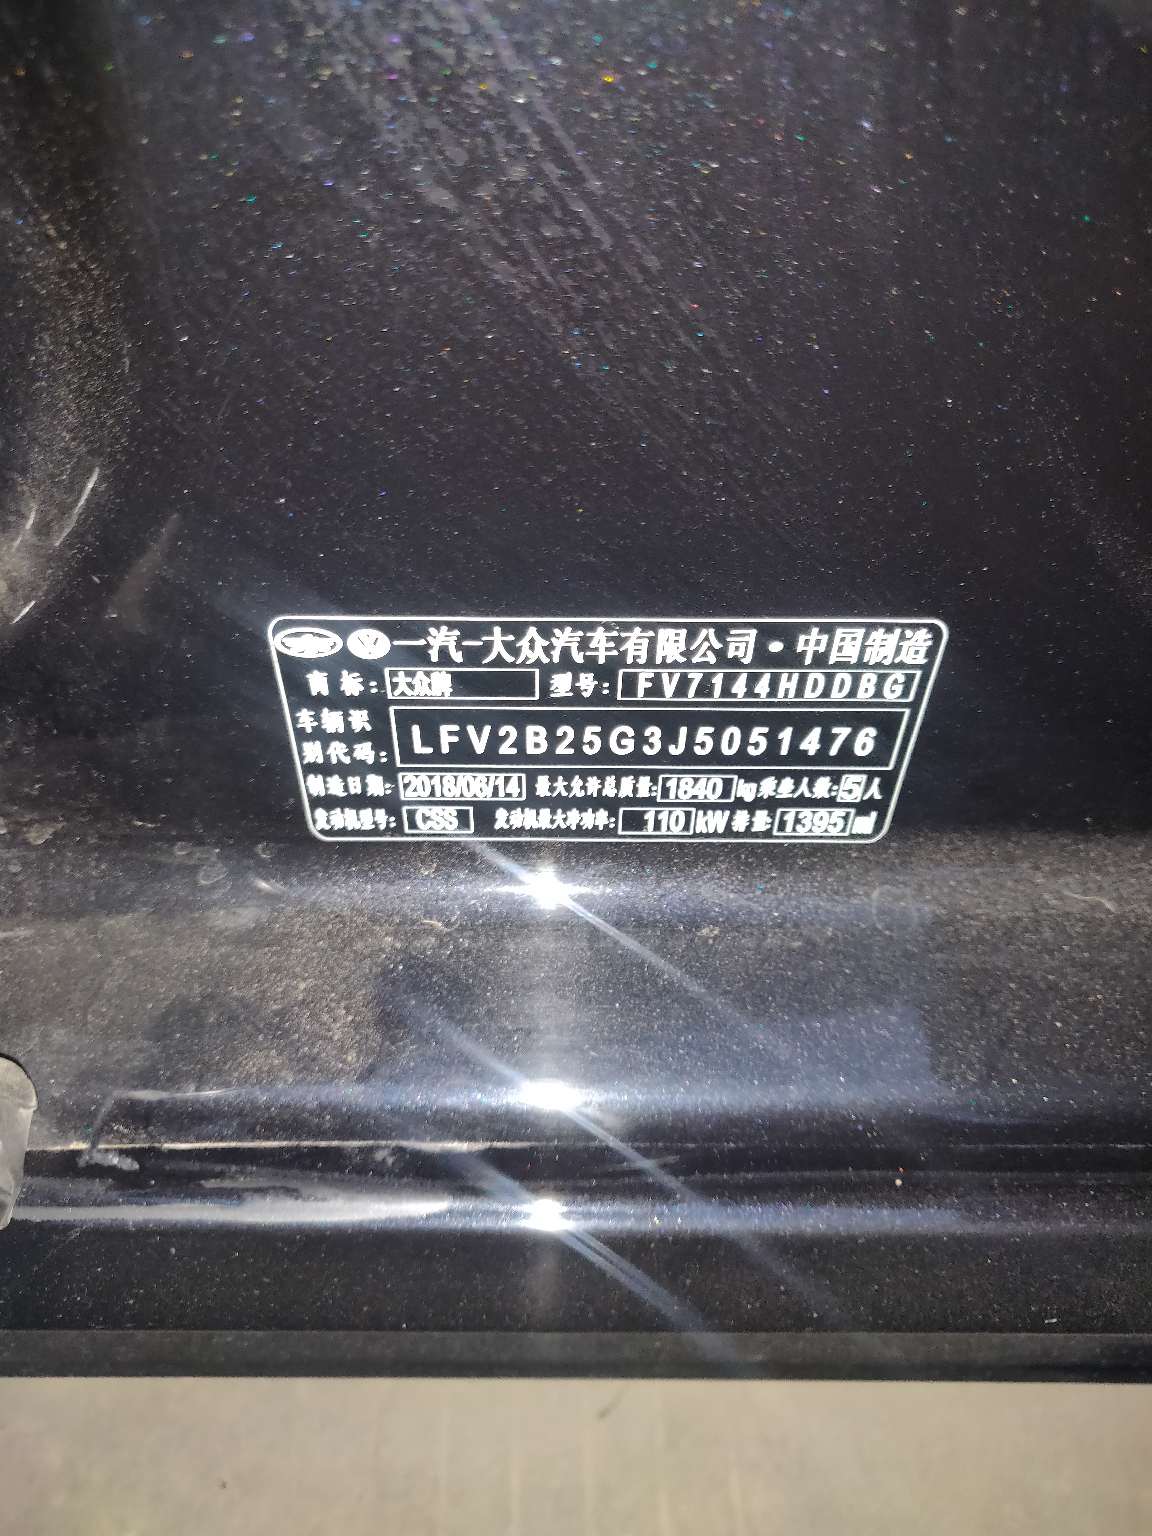 一汽-大众汽车有限公司·中国制造
商标: 大众牌 型号: FV7144HDDBG
车辆识别代码: LFV2B25G3J5051476
制造日期: 2018/06/14 最大允许总质量: 1840 kg 乘坐人数: 5 人
发动机型号: CSS 发动机最大净功率: 110 kW 排量: 1395 ml